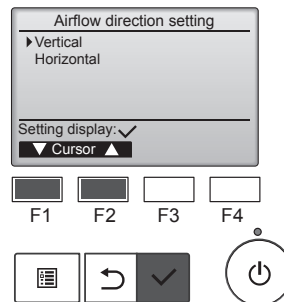 Airflow direction setting
Vertical
Horizontal
Setting display:✓
▼ Cursor ▲
F1 F2 F3 F4